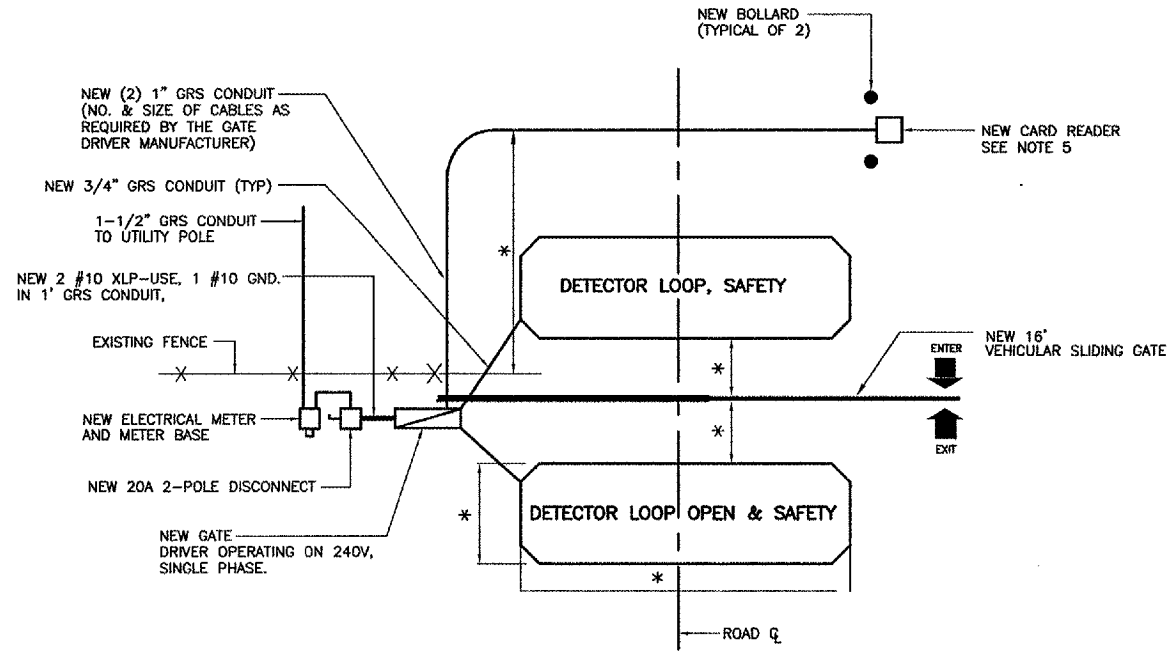 NEW BOLLARD
(TYPICAL OF 2)
NEW (2) 1" GRS CONDUIT
(NO. & SIZE OF CABLES AS
REQUIRED BY THE GATE
DRIVER MANUFACTURER)
NEW CARD READER
SEE NOTE 5
NEW 3/4" GRS CONDUIT (TYP)
1-1/2" GRS CONDUIT
TO UTILITY POLE
*
DETECTOR LOOP, SAFETY
NEW 2 #10 XLP-USE, 1 #10 GND.
IN 1' GRS CONDUIT,
EXISTING FENCE
NEW 16'
VEHICULAR SLIDING GATE
ENTER
*
NEW ELECTRICAL METER
AND METER BASE
*
EXIT
NEW 20A 2-POLE DISCONNECT
*
DETECTOR LOOP OPEN & SAFETY
NEW GATE
DRIVER OPERATING ON 240V,
SINGLE PHASE.
*
ROAD ℄